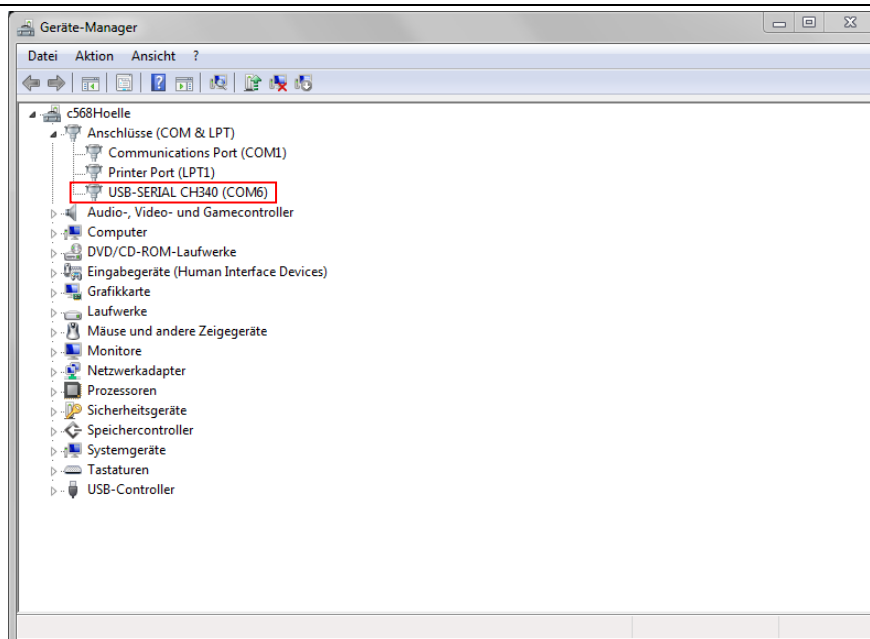 Geräte-Manager
Datei Aktion Ansicht ?
c568Hoelle
Anschlüsse (COM & LPT)
Communications Port (COM1)
Printer Port (LPT1)
USB-SERIAL CH340 (COM6)
Audio-, Video- und Gamecontroller
Computer
DVD/CD-ROM-Laufwerke
Eingabegeräte (Human Interface Devices)
Grafikkarte
Laufwerke
Mäuse und andere Zeigegeräte
Monitore
Netzwerkadapter
Prozessoren
Sicherheitsgeräte
Speichercontroller
Systemgeräte
Tastaturen
USB-Controller